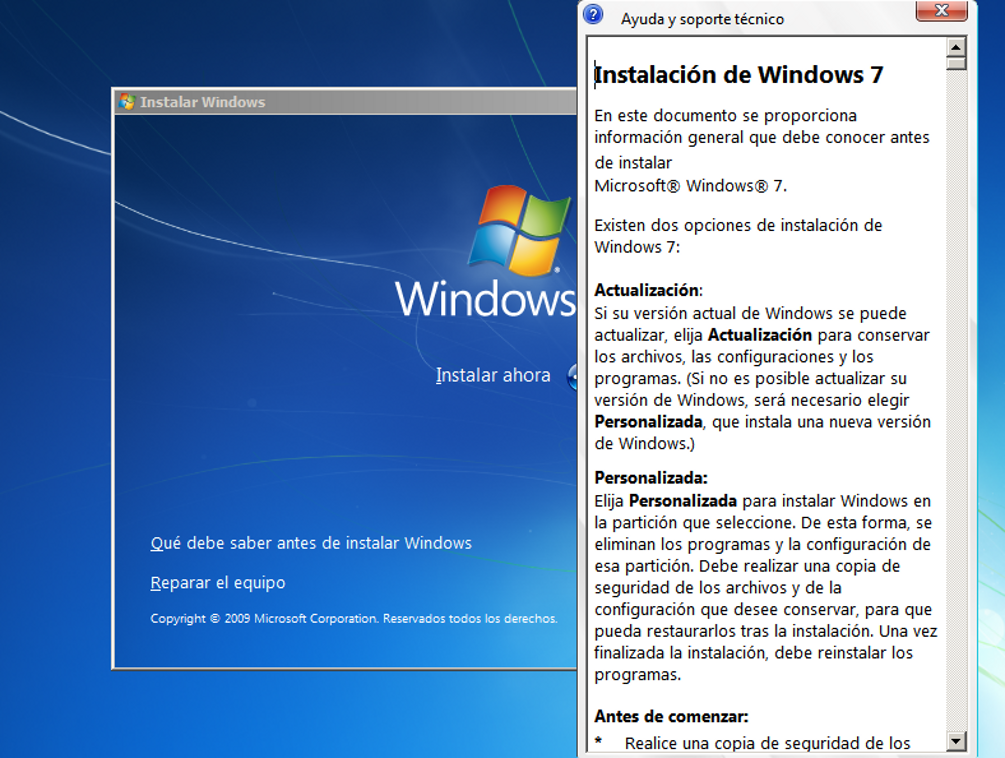 Instalar Windows
Windows
Instalar ahora
Qué debe saber antes de instalar Windows
Reparar el equipo
Copyright © 2009 Microsoft Corporation. Reservados todos los derechos.
? Ayuda y soporte técnico
Instalación de Windows 7
En este documento se proporciona
información general que debe conocer antes
de instalar
Microsoft® Windows® 7.
Existen dos opciones de instalación de
Windows 7:
Actualización:
Si su versión actual de Windows se puede
actualizar, elija Actualización para conservar
los archivos, las configuraciones y los
programas. (Si no es posible actualizar su
versión de Windows, será necesario elegir
Personalizada, que instala una nueva versión
de Windows.)
Personalizada:
Elija Personalizada para instalar Windows en
la partición que seleccione. De esta forma, se
eliminan los programas y la configuración de
esa partición. Debe realizar una copia de
seguridad de los archivos y de la
configuración que desee conservar, para que
pueda restaurarlos tras la instalación. Una vez
finalizada la instalación, debe reinstalar los
programas.
Antes de comenzar:
* Realice una copia de seguridad de los